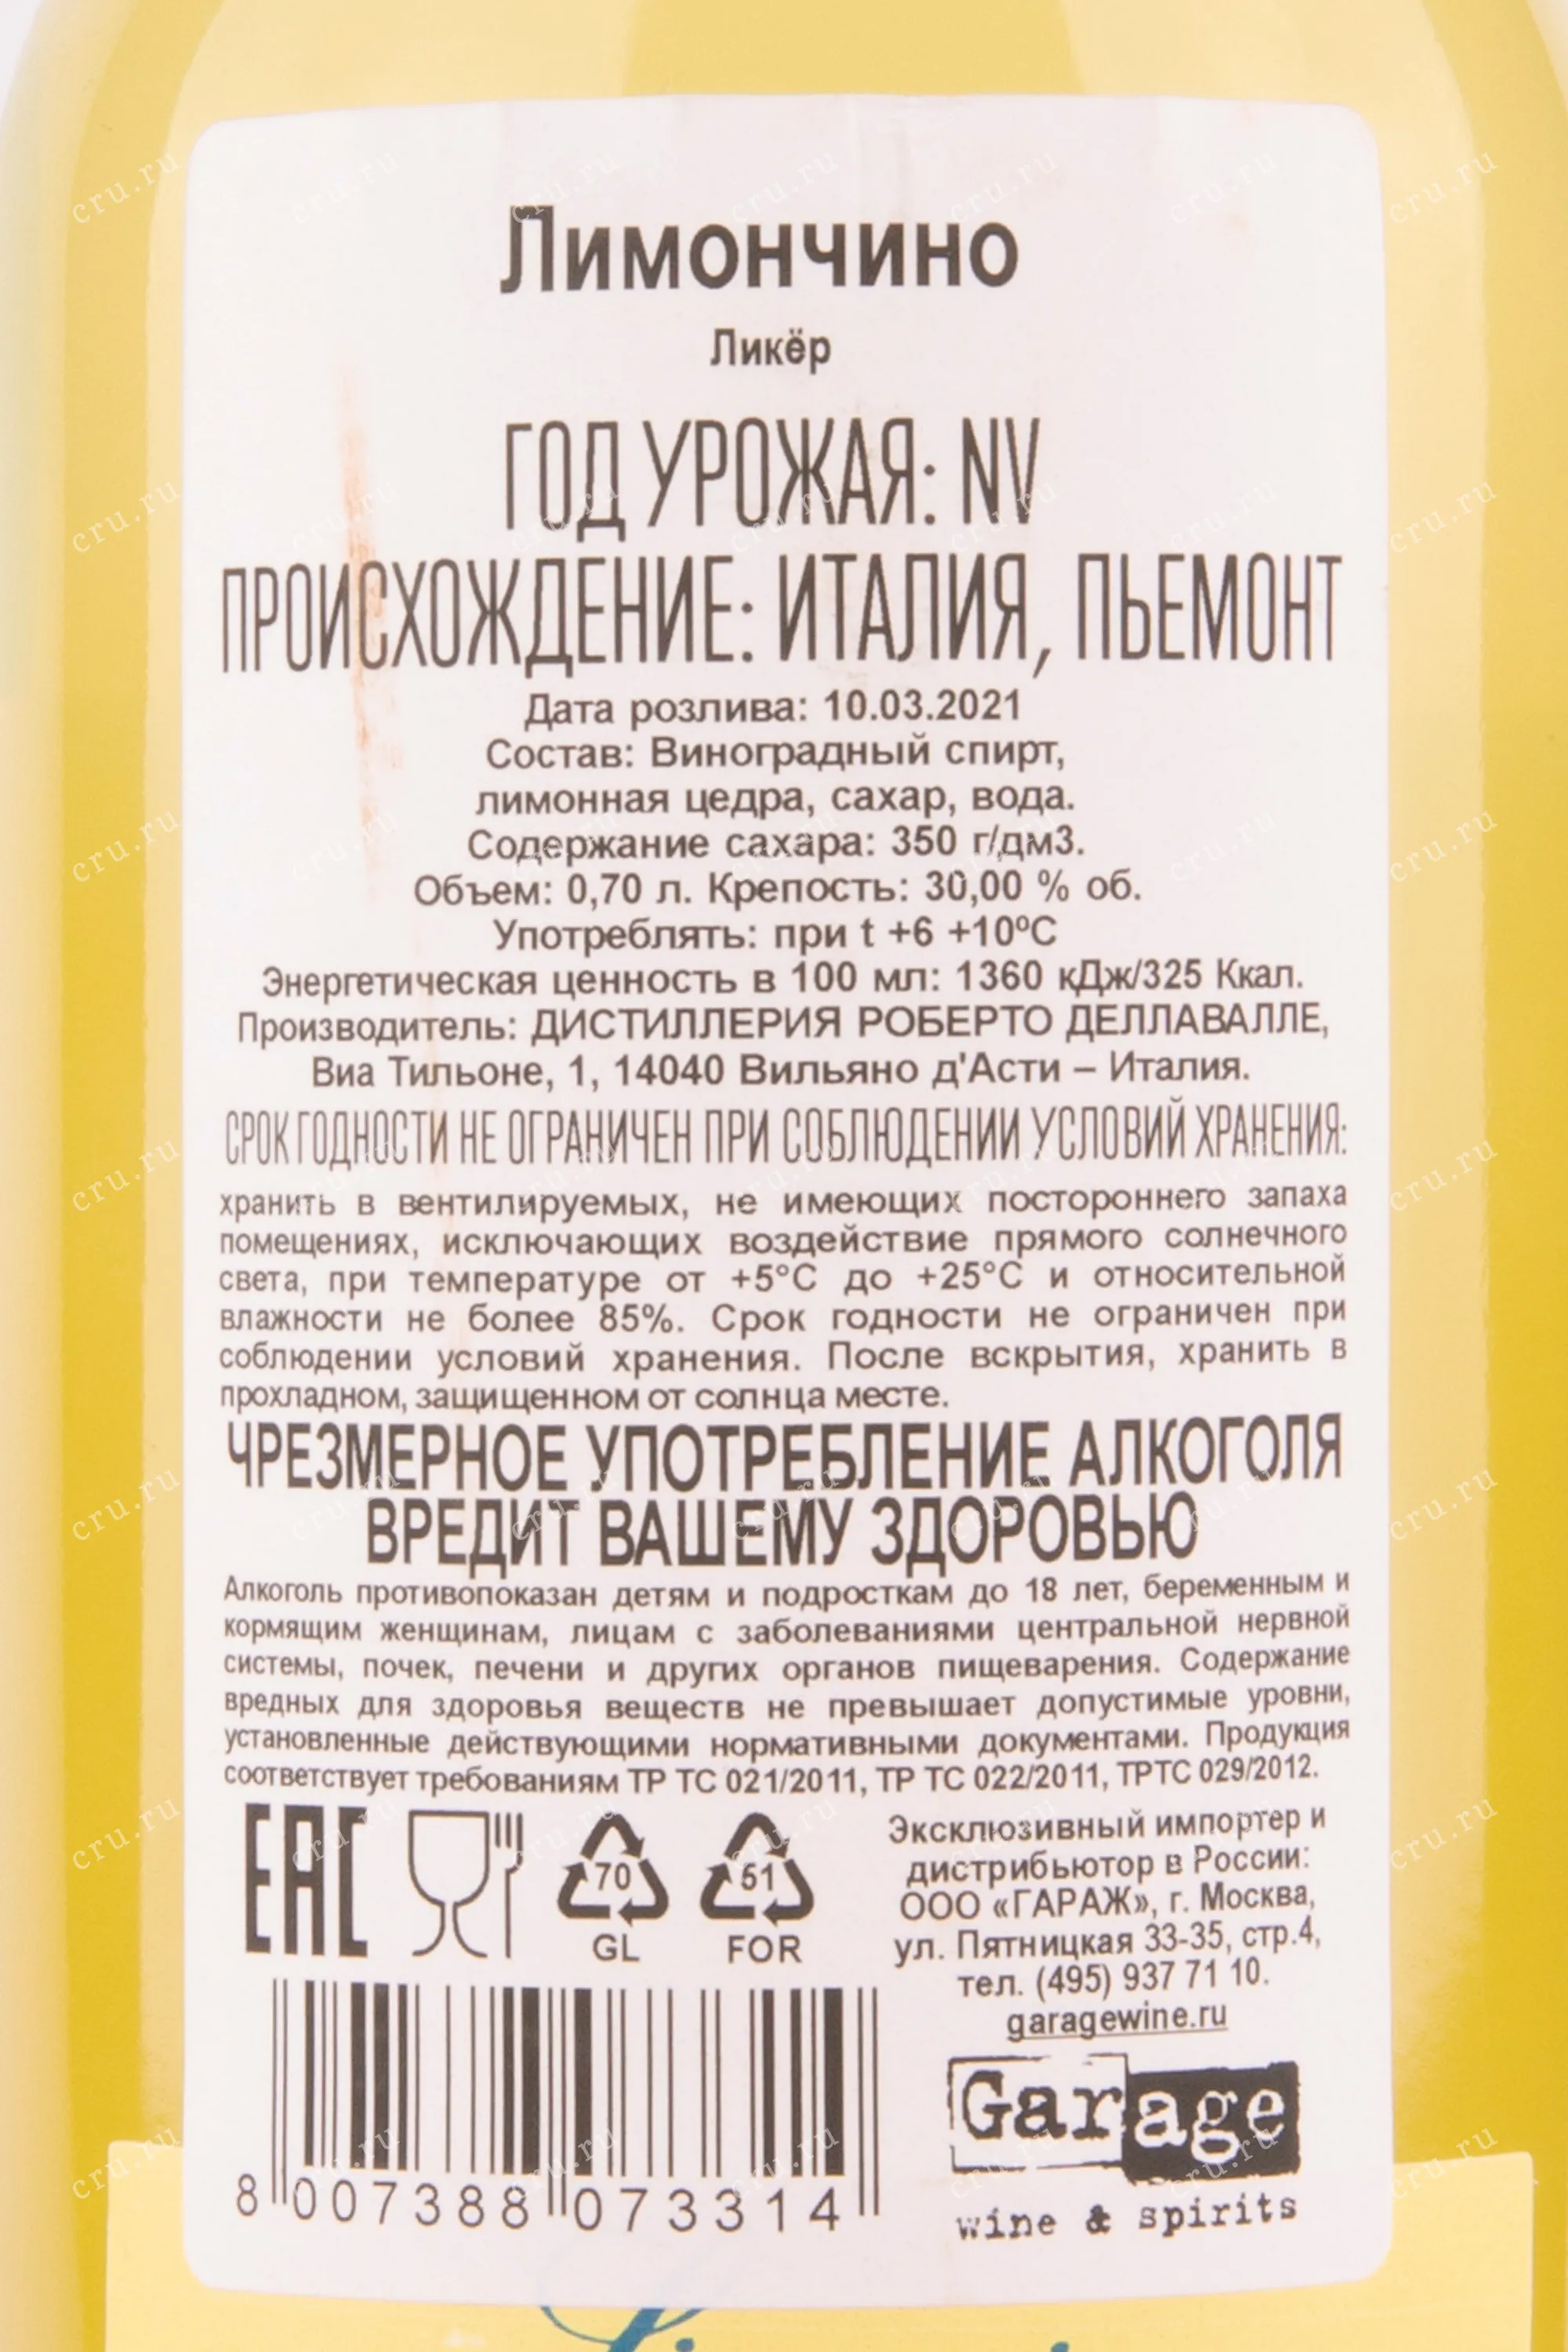 Лимончино
Ликёр
ГОД УРОЖАЯ: NV
ПРОИСХОЖДЕНИЕ: ИТАЛИЯ, ПЬЕМОНТ
Дата розлива: 10.03.2021
Состав: Виноградный спирт,
лимонная цедра, сахар, вода.
Содержание сахара: 350 г/дм3.
Объем: 0,70 л. Крепость: 30,00 % об.
Употреблять: при t +6 +10ºС
Энергетическая ценность в 100 мл: 1360 кДж/325 Ккал.
Производитель: ДИСТИЛЛЕРИЯ РОБЕРТО ДЕЛЛАВАЛЛЕ,
Виа Тильоне, 1, 14040 Вильяно д'Асти – Италия.
СРОК ГОДНОСТИ НЕ ОГРАНИЧЕН ПРИ СОБЛЮДЕНИИ УСЛОВИЙ ХРАНЕНИЯ:
хранить в вентилируемых, не имеющих постороннего запаха
помещениях, исключающих воздействие прямого солнечного
света, при температуре от +5°С до +25°С и относительной
влажности не более 85%. Срок годности не ограничен при
соблюдении условий хранения. После вскрытия, хранить в
прохладном, защищенном от солнца месте.
ЧРЕЗМЕРНОЕ УПОТРЕБЛЕНИЕ АЛКОГОЛЯ
ВРЕДИТ ВАШЕМУ ЗДОРОВЬЮ
Алкоголь противопоказан детям и подросткам до 18 лет, беременным и
кормящим женщинам, лицам с заболеваниями центральной нервной
системы, почек, печени и других органов пищеварения. Содержание
вредных для здоровья веществ не превышает допустимые уровни,
установленные действующими нормативными документами. Продукция
соответствует требованиям ТР ТС 021/2011, ТР ТС 022/2011, ТРТС 029/2012.
ЕАС
70
GL
51
FOR
Эксклюзивный импортер и
дистрибьютор в России:
ООО «ГАРАЖ», г. Москва,
ул. Пятницкая 33-35, стр.4,
тел. (495) 937 71 10.
garagewine.ru
Garage
wine & spirits
8 007388 073314
cru.ru